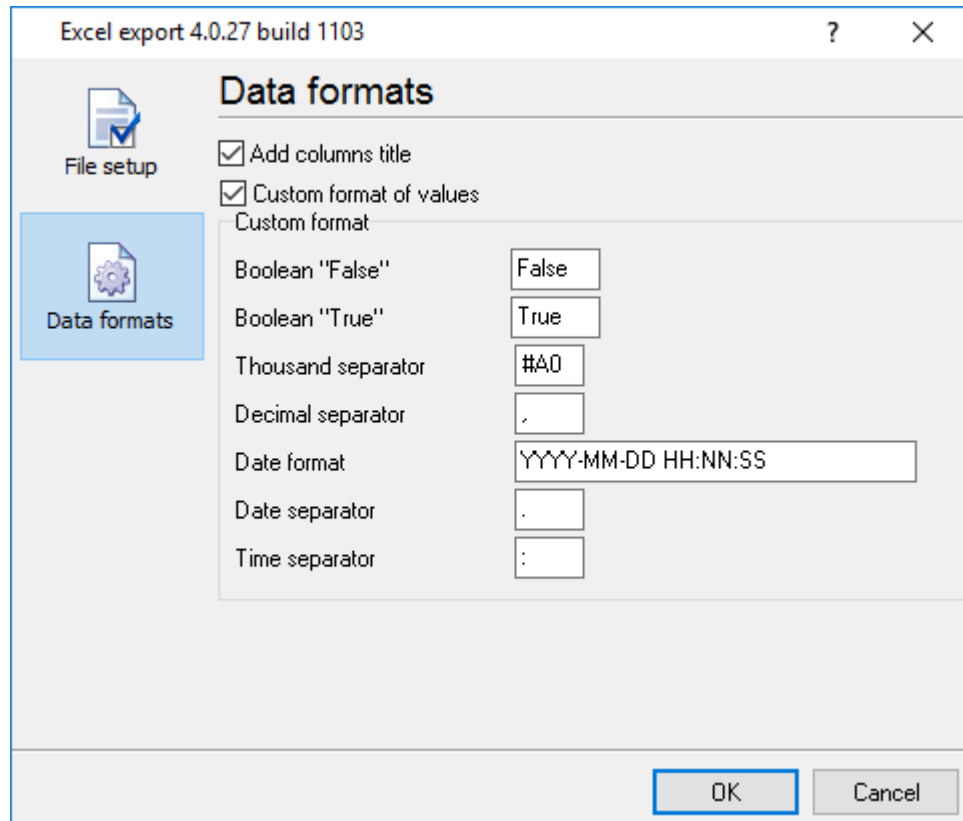 Excel export 4.0.27 build 1103
File setup
Data formats
Data formats
Add columns title
Custom format of values
Custom format
Boolean "False" False
Boolean "True" True
Thousand separator #A0
Decimal separator ,
Date format YYYY-MM-DD HH:NN:SS
Date separator .
Time separator :
OK Cancel